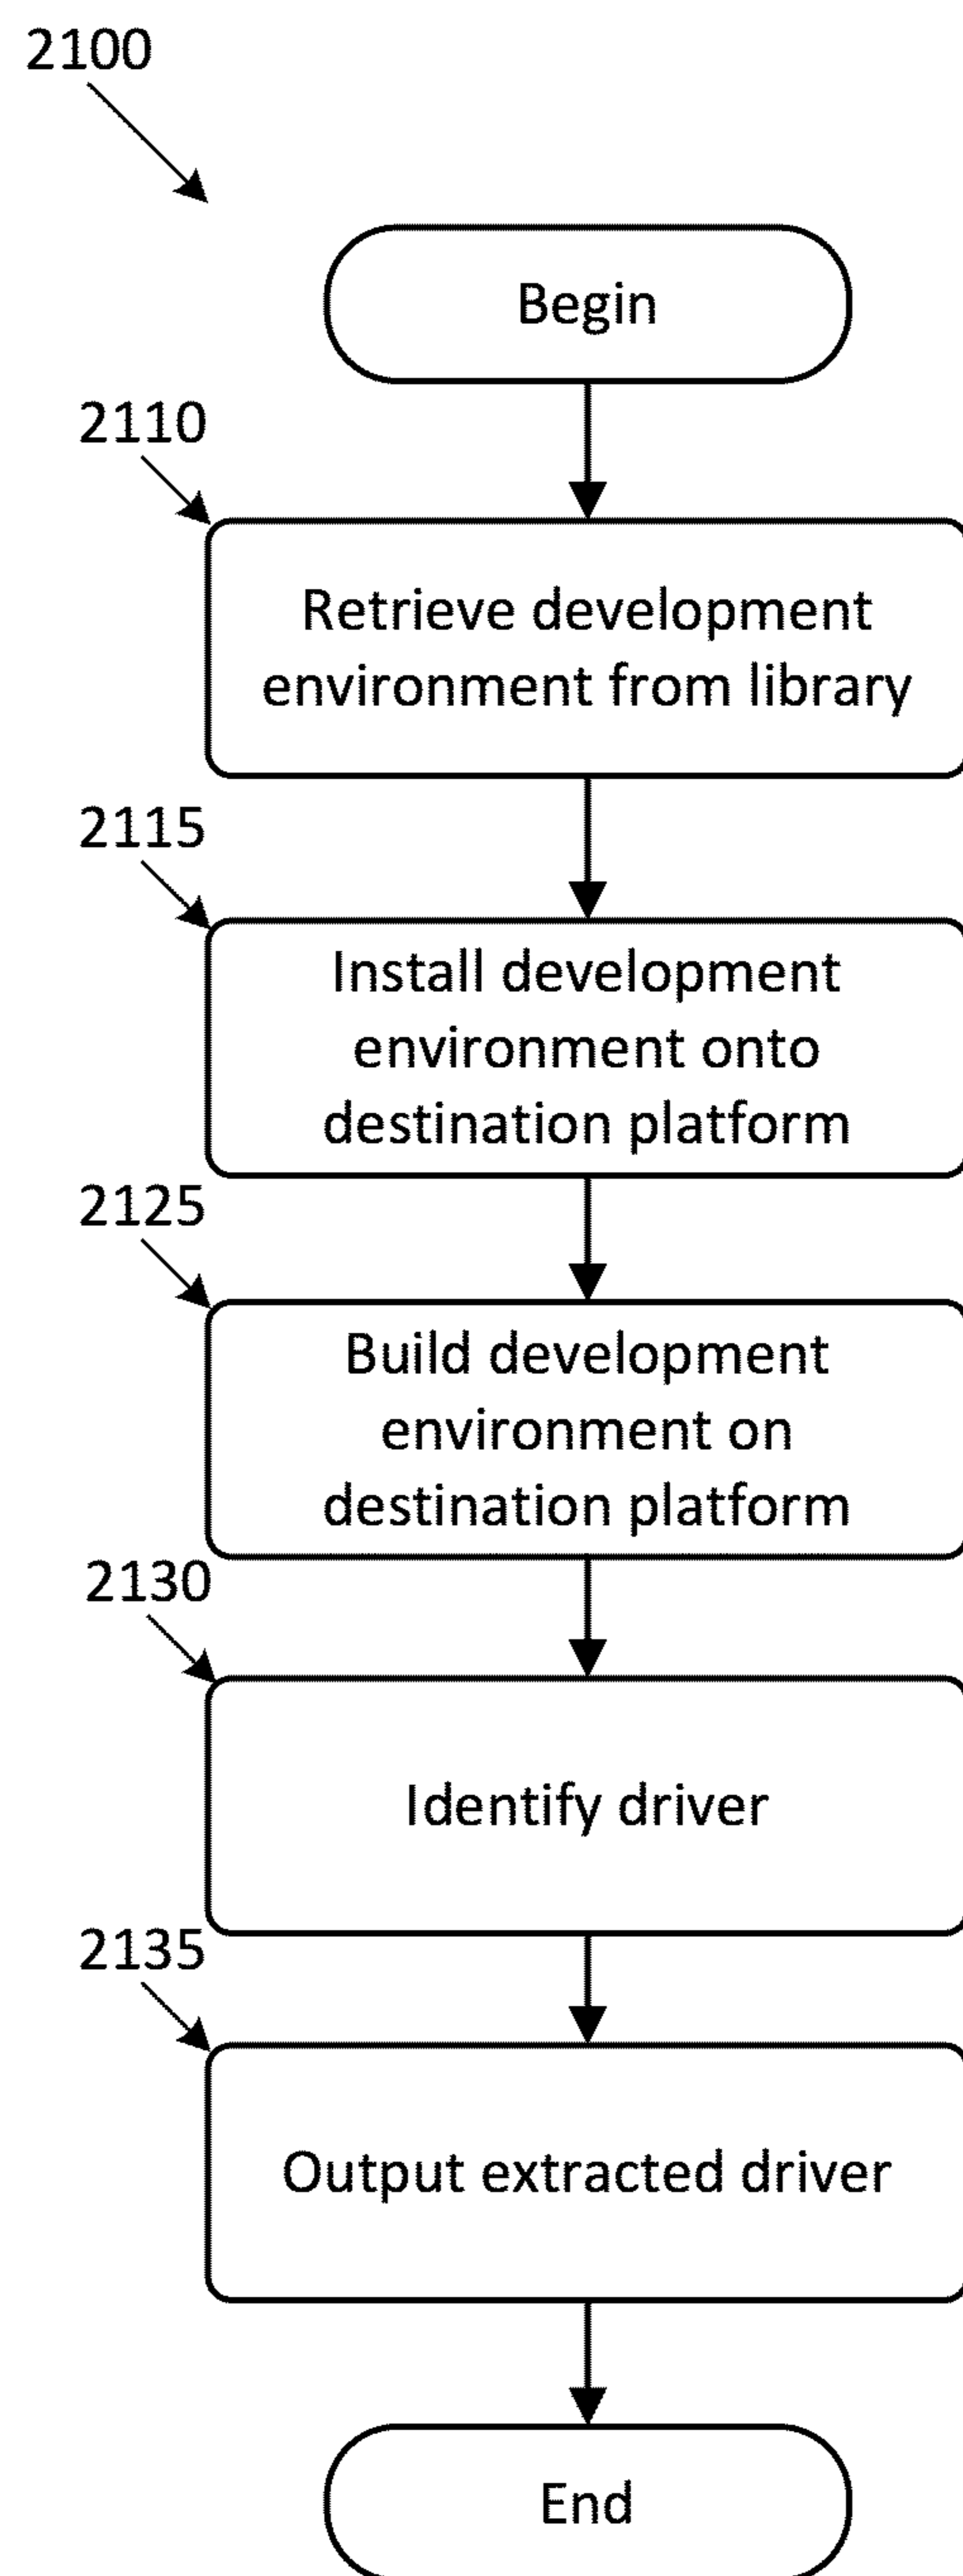 2100
Begin
2110
Retrieve development
environment from library
2115
Install development
environment onto
destination platform
2125
Build development
environment on
destination platform
2130
Identify driver
2135
Output extracted driver
End